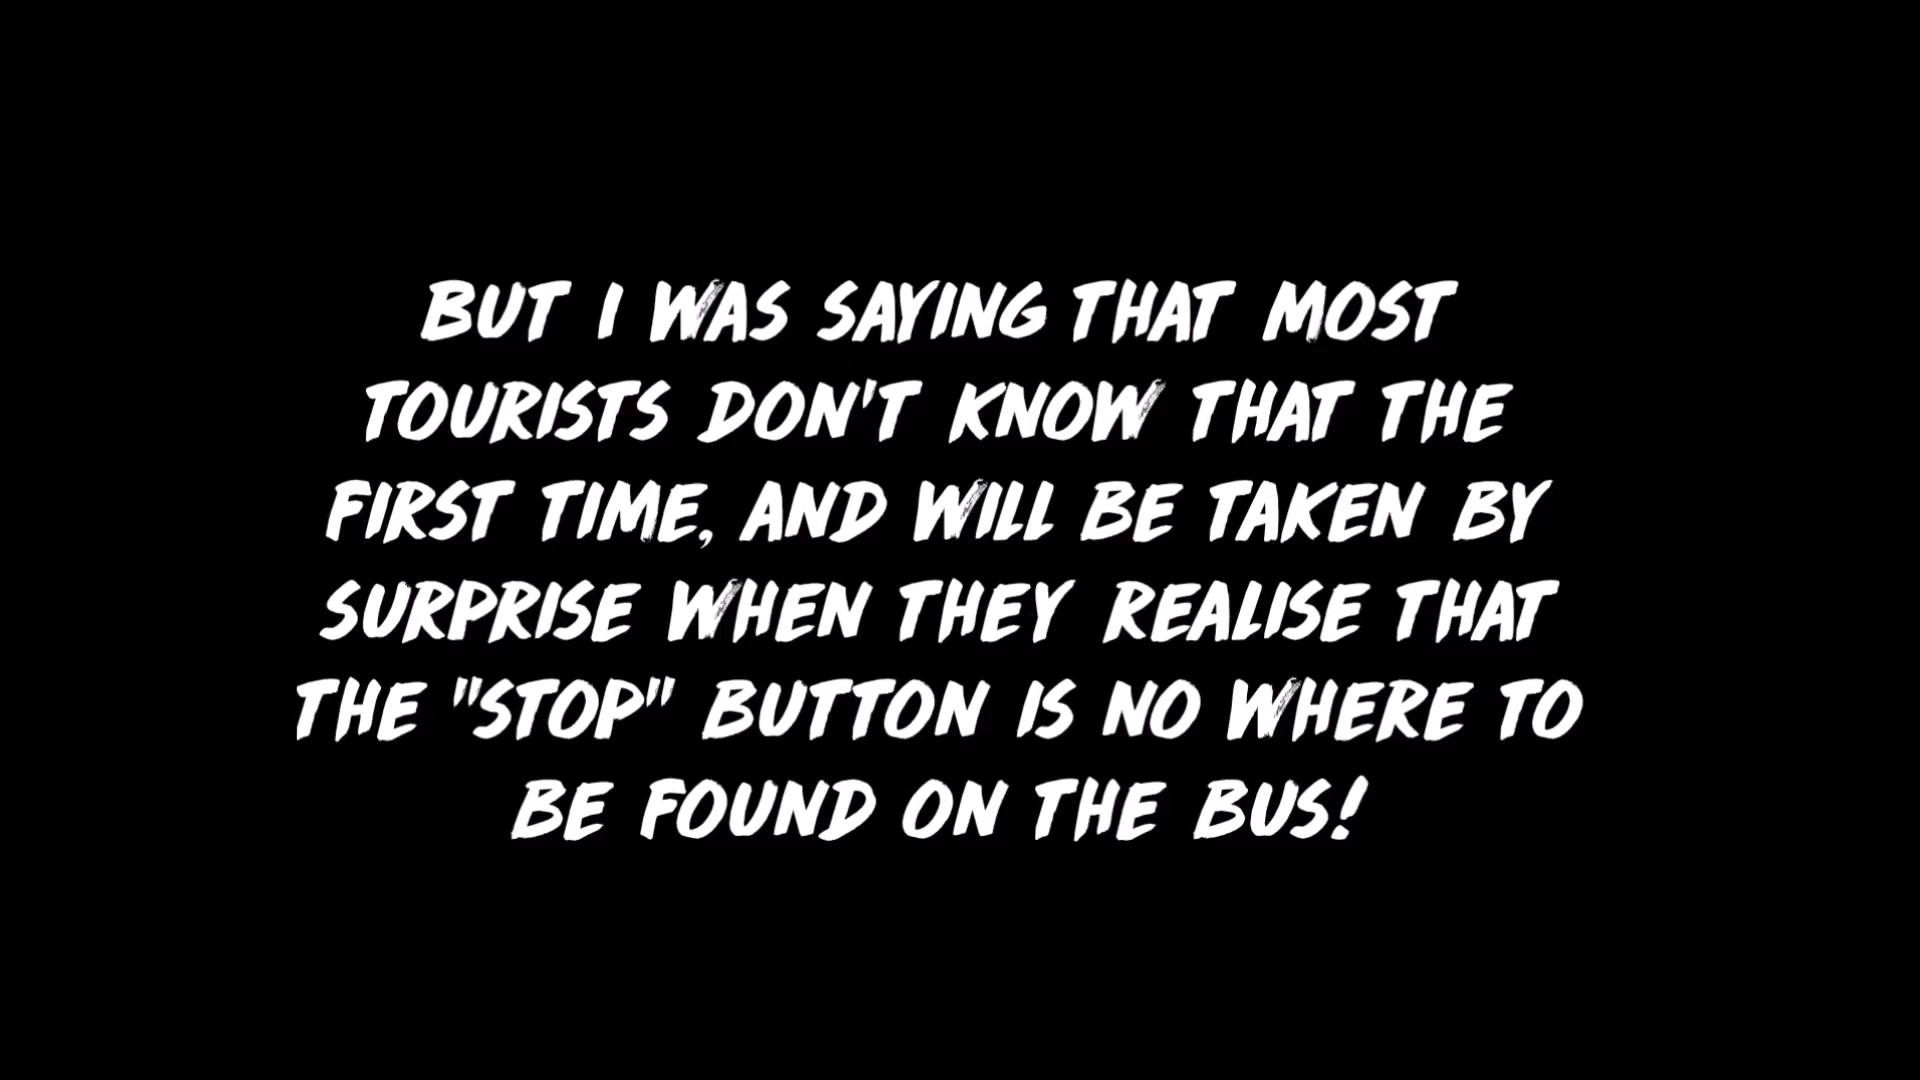 BUT I WAS SAYING THAT MOST
TOURISTS DON'T KNOW THAT THE
FIRST TIME, AND WILL BE TAKEN BY
SURPRISE WHEN THEY REALISE THAT
THE "STOP" BUTTON IS NO WHERE TO
BE FOUND ON THE BUS!